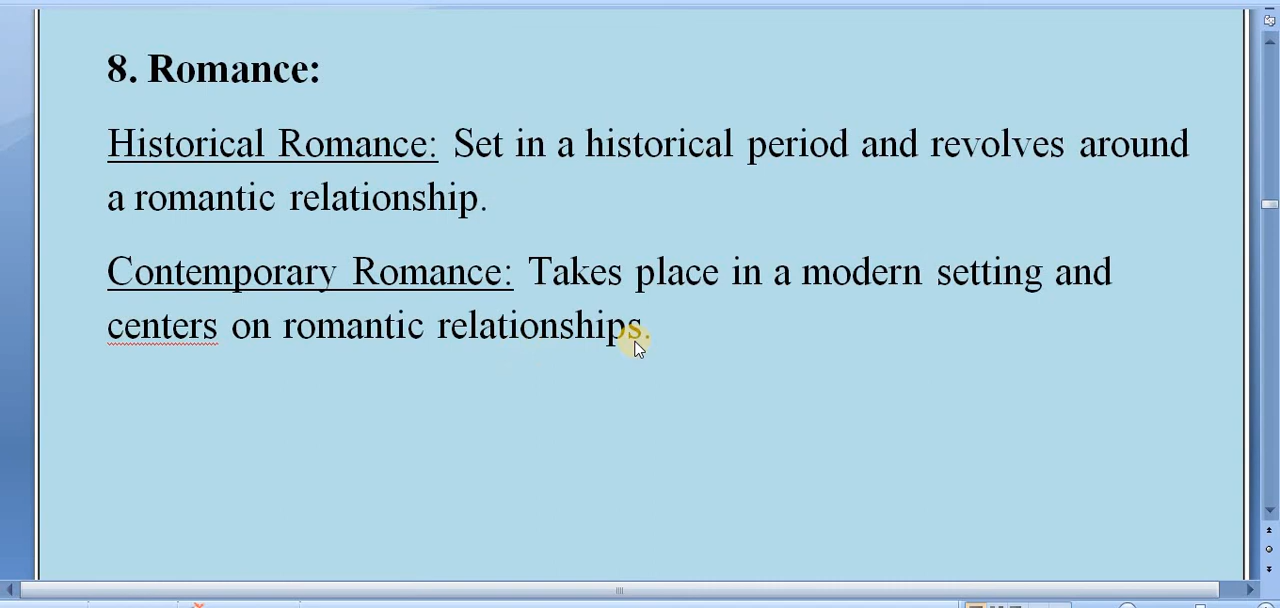 8. Romance:
Historical Romance: Set in a historical period and revolves around
a romantic relationship.
Contemporary Romance: Takes place in a modern setting and
centers on romantic relationships.